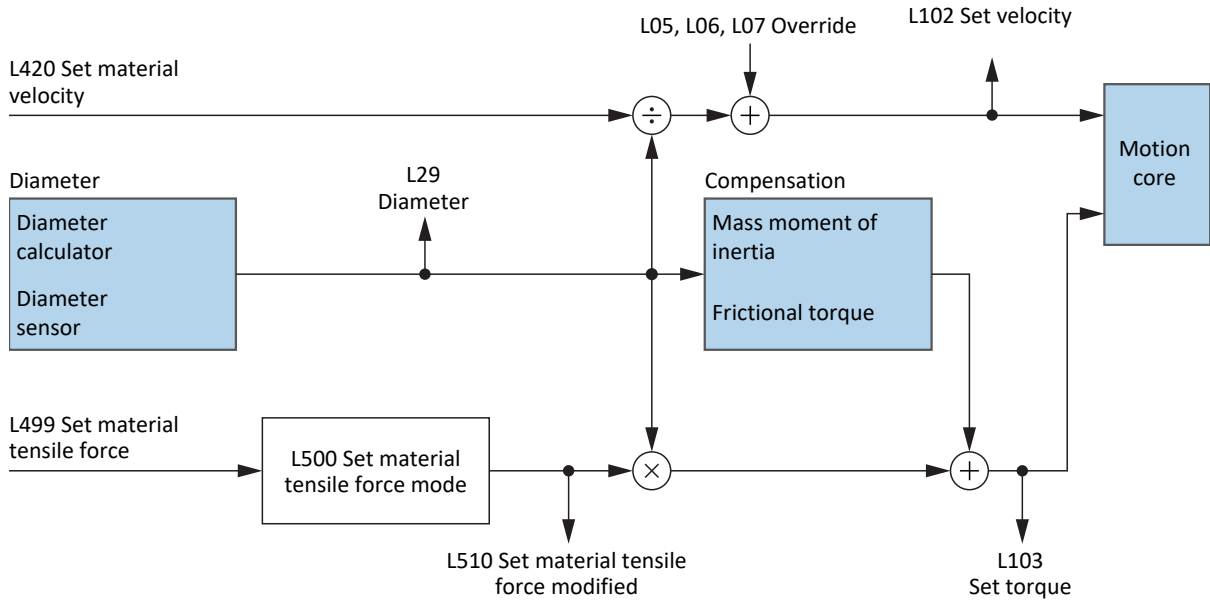 L102 Set velocity
L05, L06, L07 Override
L420 Set material
velocity
÷
+
Motion
core
Diameter
Diameter
calculator
Diameter
sensor
L29
Diameter
Compensation
Mass moment of
inertia
Frictional torque
L499 Set material
tensile force
L500 Set material
tensile force mode
×
+
L510 Set material tensile
force modified
L103
Set torque